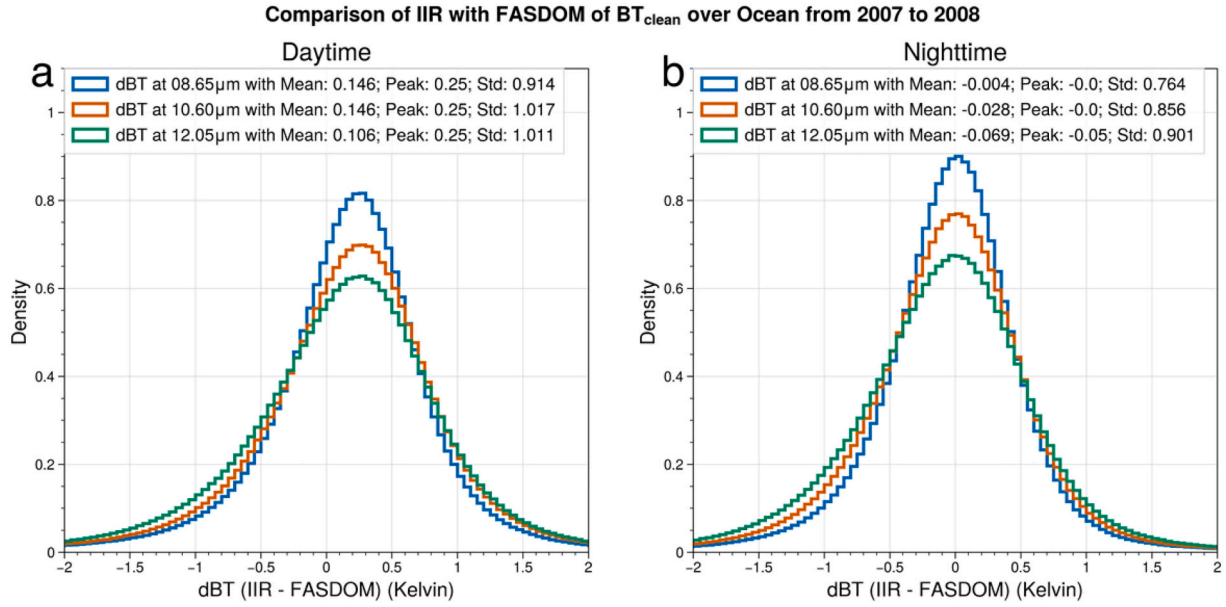 Comparison of IIR with FASDOM of BTclean over Ocean from 2007 to 2008
Daytime
a
dBT at 08.65μm with Mean: 0.146; Peak: 0.25; Std: 0.914
dBT at 10.60μm with Mean: 0.146; Peak: 0.25; Std: 1.017
dBT at 12.05μm with Mean: 0.106; Peak: 0.25; Std: 1.011
1
0.8
0.6
0.4
0.2
0
Density
−2 −1.5 −1 −0.5 0 0.5 1 1.5 2
dBT (IIR - FASDOM) (Kelvin)
Nighttime
b
dBT at 08.65μm with Mean: -0.004; Peak: -0.0; Std: 0.764
dBT at 10.60μm with Mean: -0.028; Peak: -0.0; Std: 0.856
dBT at 12.05μm with Mean: -0.069; Peak: -0.05; Std: 0.901
1
0.8
0.6
0.4
0.2
0
Density
−2 −1.5 −1 −0.5 0 0.5 1 1.5 2
dBT (IIR - FASDOM) (Kelvin)